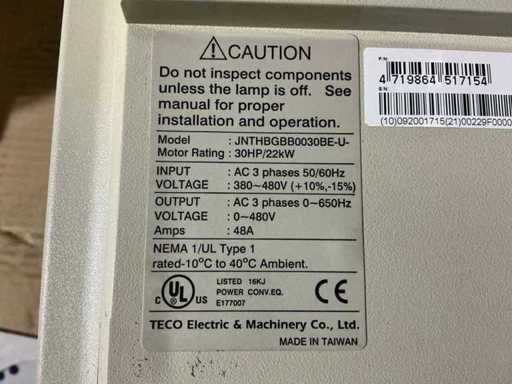 ⚠CAUTION
Do not inspect components
unless the lamp is off. See
manual for proper
installation and operation.
Model : JNTHBGBB0030BE-U-
Motor Rating : 30HP/22kW
INPUT : AC 3 phases 50/60Hz
VOLTAGE : 380~480V (+10%,-15%)
OUTPUT : AC 3 phases 0~650Hz
VOLTAGE : 0~480V
Amps : 48A
NEMA 1/UL Type 1
rated-10°C to 40°C Ambient.
C UL US
LISTED 16KJ
POWER CONV.EQ.
E177007
CE
TECO Electric & Machinery Co., Ltd.
MADE IN TAIWAN
P/N:
4 719864 517154
S/N:
(10)092001715(21)00229F0000